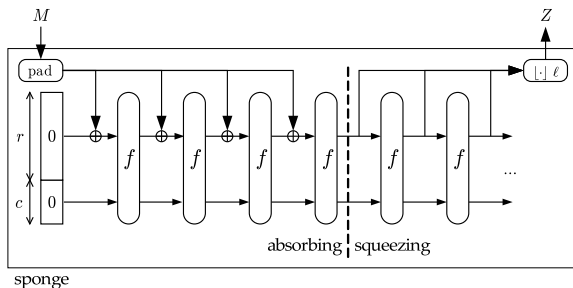 M Z
pad ⌊·⌋ ℓ
r 0 f f f f f f
c 0 ...
absorbing squeezing
sponge